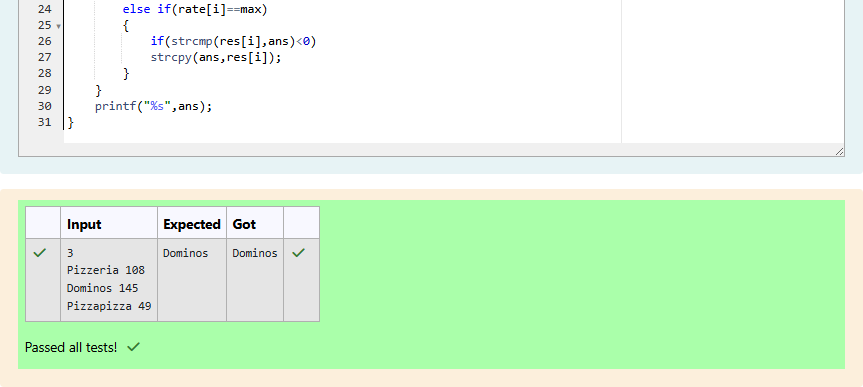 24 else if(rate[i]==max)
25 {
26 if(strcmp(res[i],ans)<0)
27 strcpy(ans,res[i]);
28 }
29 }
30 printf("%s",ans);
31 }
Input Expected Got
3 Dominos Dominos
Pizzeria 108
Dominos 145
Pizzapizza 49
Passed all tests!